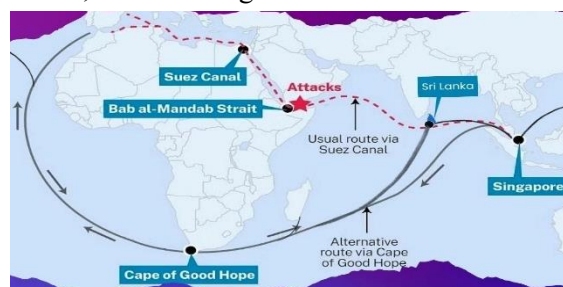 Suez Canal
Attacks
Bab al-Mandab Strait
Sri Lanka
Usual route via
Suez Canal
Singapore
Alternative
route via Cape
of Good Hope
Cape of Good Hope